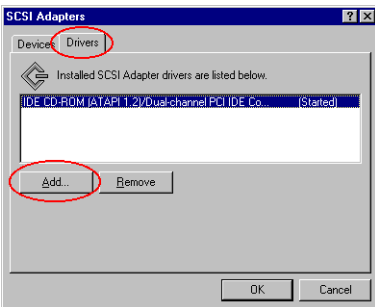 SCSI Adapters
Devices Drivers
Installed SCSI Adapter drivers are listed below.
IDE CD-ROM (ATAPI 1.2)/Dual-channel PCI IDE Co... (Started)
Add... Remove
OK Cancel